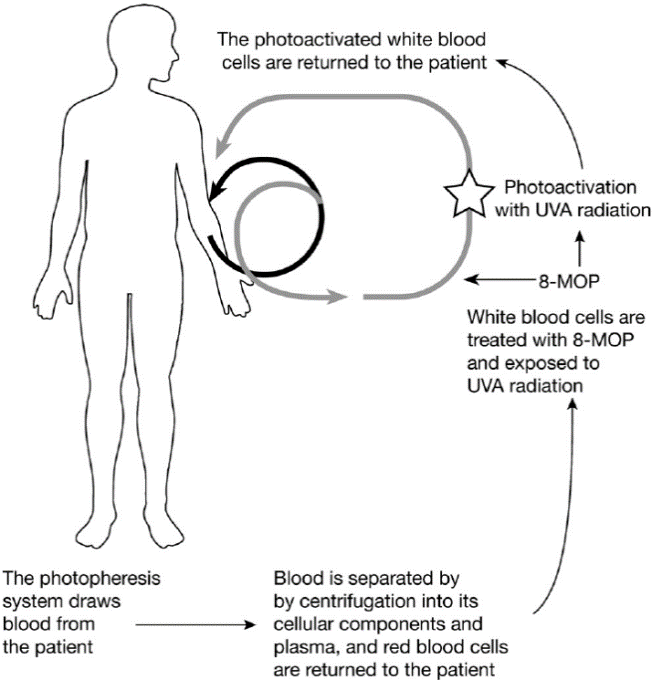 The photoactivated white blood
cells are returned to the patient
Photoactivation
with UVA radiation
8-MOP
White blood cells are
treated with 8-MOP
and exposed to
UVA radiation
The photopheresis
system draws
blood from
the patient
Blood is separated by
by centrifugation into its
cellular components and
plasma, and red blood cells
are returned to the patient